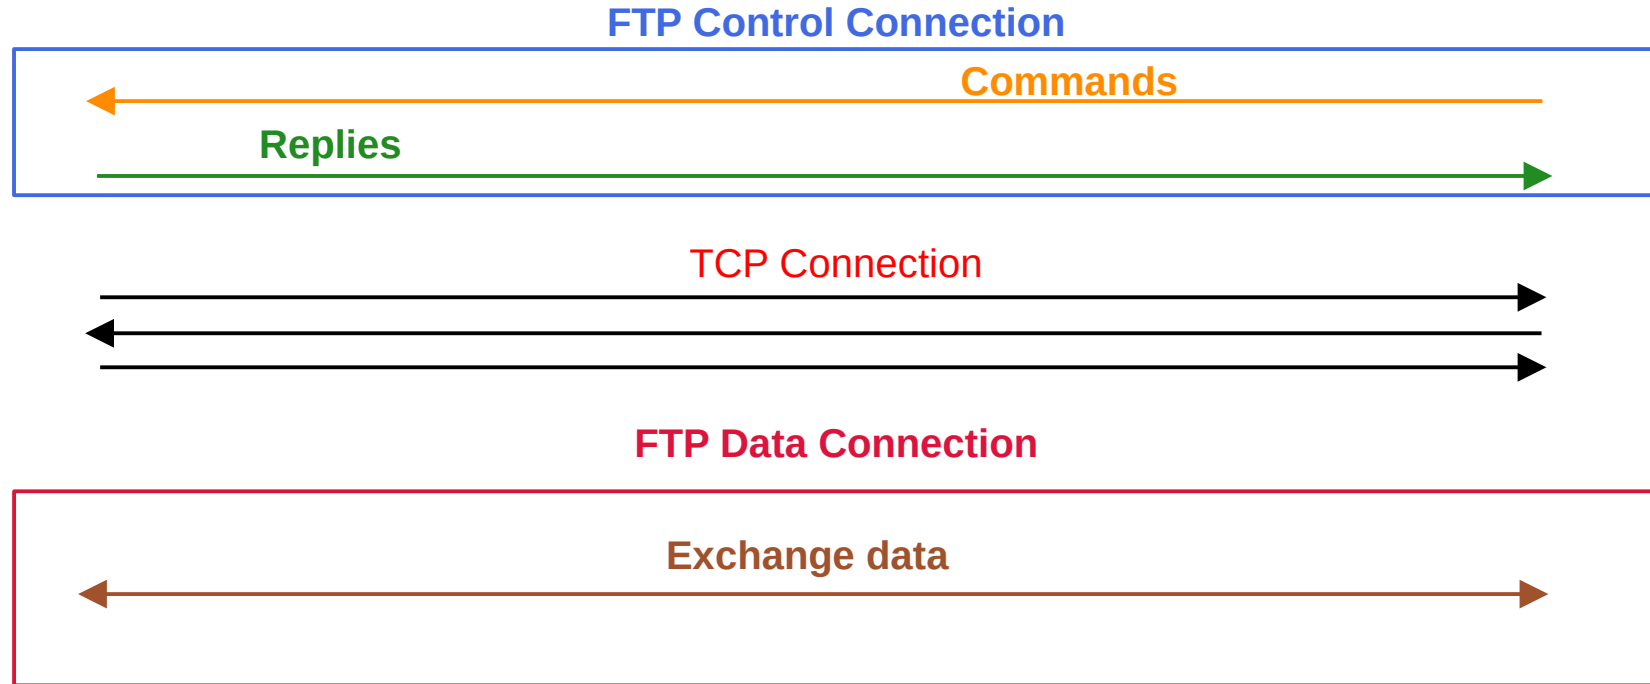 FTP Control Connection
Commands
Replies
TCP Connection
FTP Data Connection
Exchange data